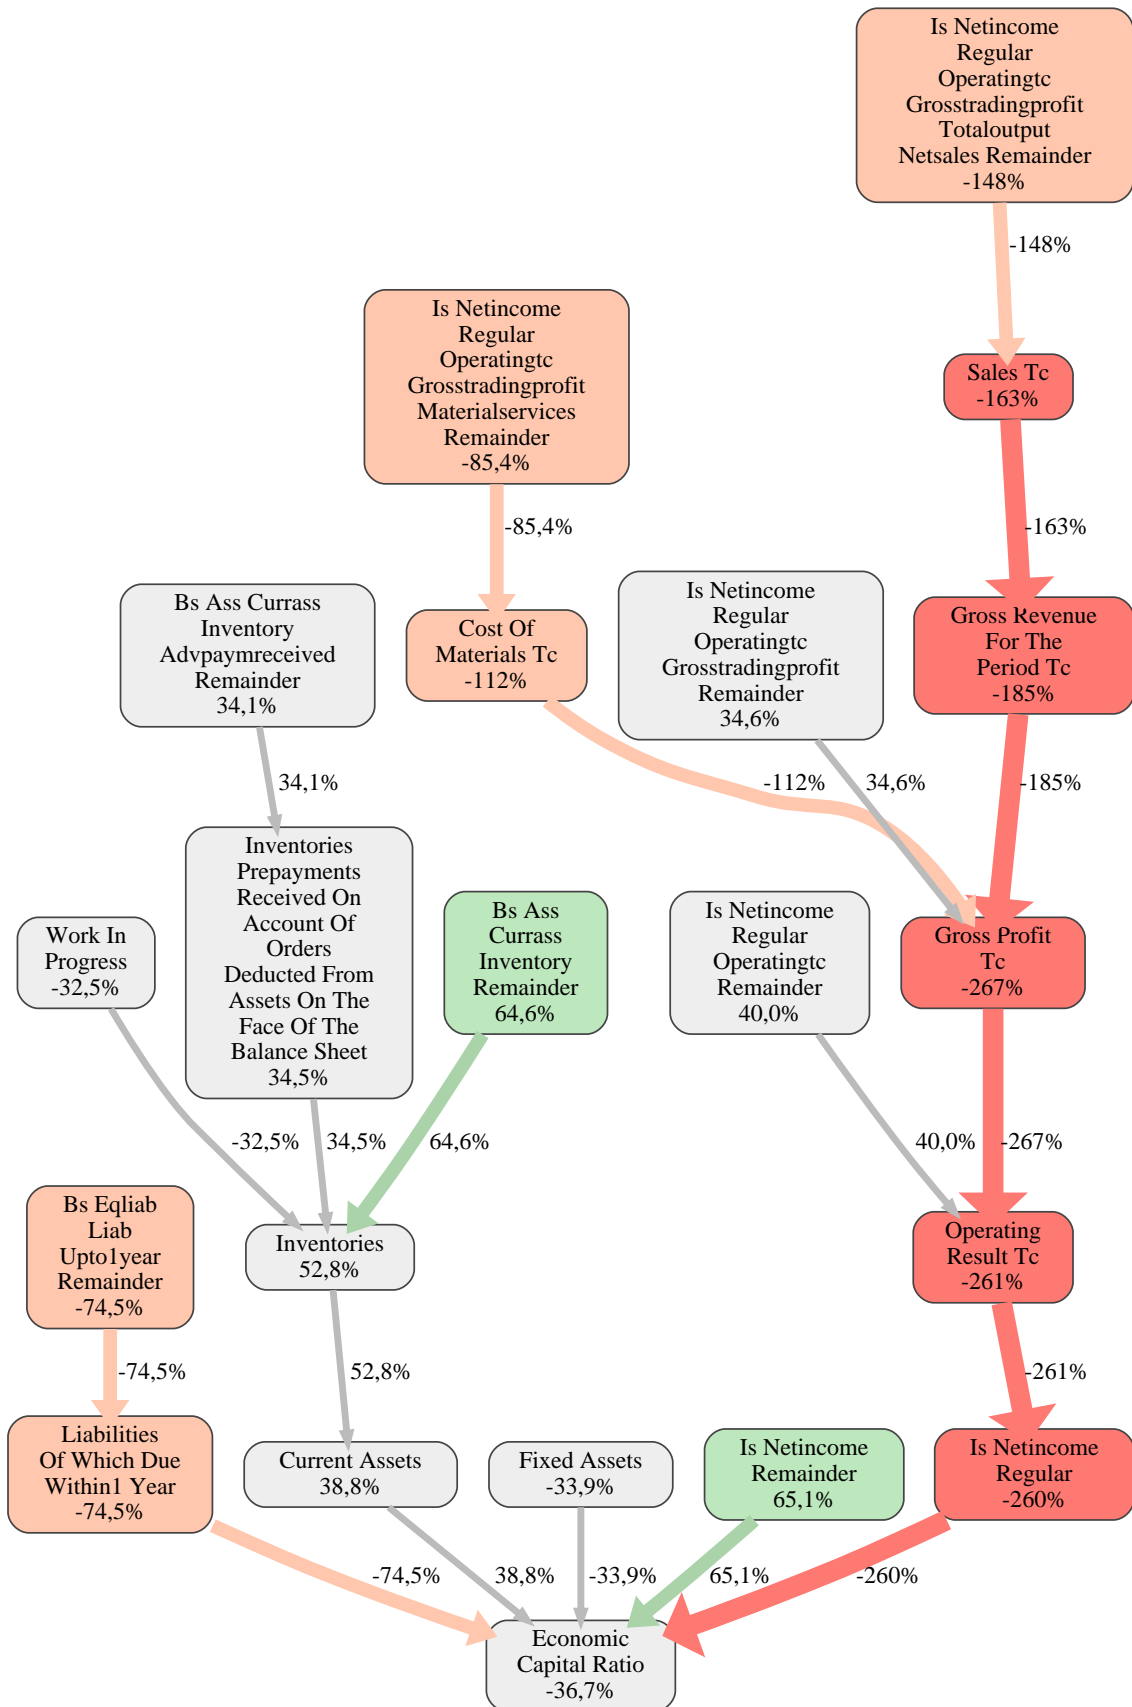 Is Netincome
Regular
Operatingtc
Grosstradingprofit
Totaloutput
Netsales Remainder
-148%
-148%
Is Netincome
Regular
Operatingtc
Grosstradingprofit
Materialservices
Remainder
-85,4%
Sales Tc
-163%
-85,4%
-163%
Bs Ass Currass
Inventory
Advpaymreceived
Remainder
34,1%
Cost Of
Materials Tc
-112%
Is Netincome
Regular
Operatingtc
Grosstradingprofit
Remainder
34,6%
Gross Revenue
For The
Period Tc
-185%
34,1%
-112%
34,6%
-185%
Inventories
Prepayments
Received On
Account Of
Orders
Deducted From
Assets On The
Face Of The
Balance Sheet
34,5%
Work In
Progress
-32,5%
Bs Ass
Currass
Inventory
Remainder
64,6%
Is Netincome
Regular
Operatingtc
Remainder
40,0%
Gross Profit
Tc
-267%
-32,5%
34,5%
64,6%
40,0%
-267%
Bs Eqliab
Liab
Upto1year
Remainder
-74,5%
Inventories
52,8%
Operating
Result Tc
-261%
-74,5%
52,8%
-261%
Liabilities
Of Which Due
Within1 Year
-74,5%
Current Assets
38,8%
Fixed Assets
-33,9%
Is Netincome
Remainder
65,1%
Is Netincome
Regular
-260%
-74,5%
38,8%
-33,9%
65,1%
-260%
Economic
Capital Ratio
-36,7%